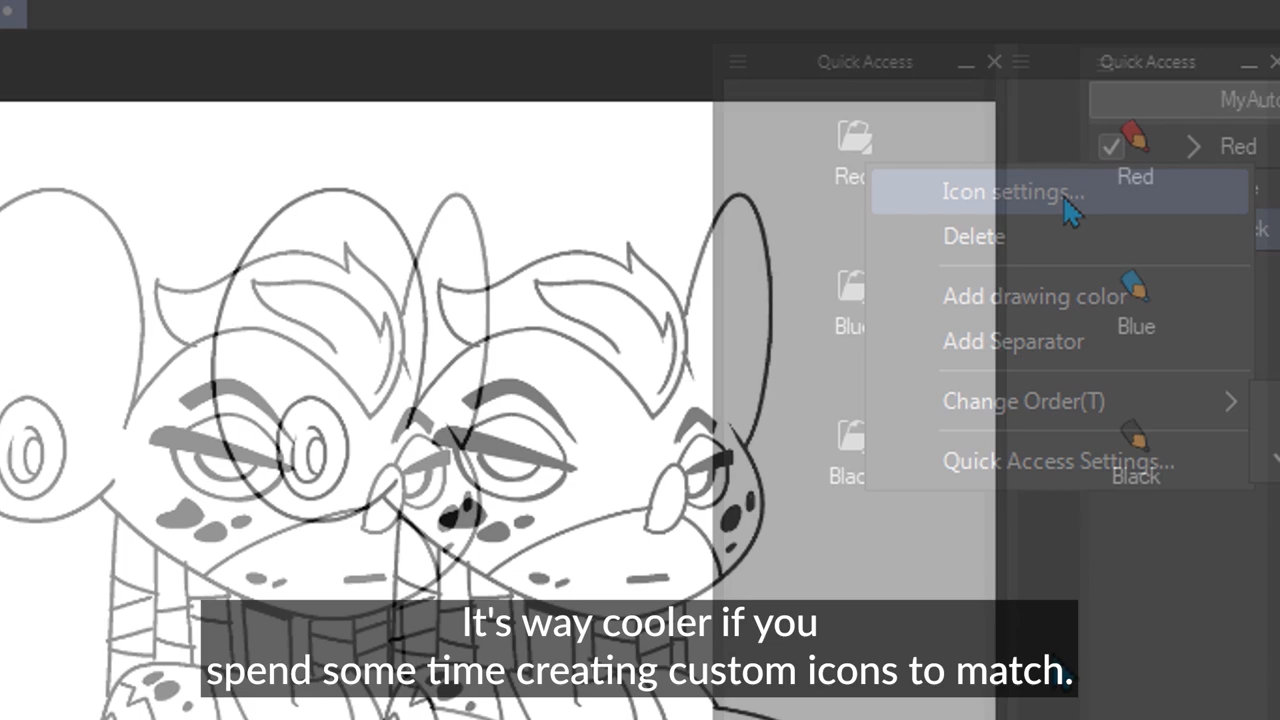 Quick Access
Quick Access
MyAuto
Red
Red
Red
Icon settings...
Delete
Add drawing color
Blue
Blue
Add Separator
Change Order(T)
Black
Quick Access Settings...
Black
It's way cooler if you
spend some time creating custom icons to match.